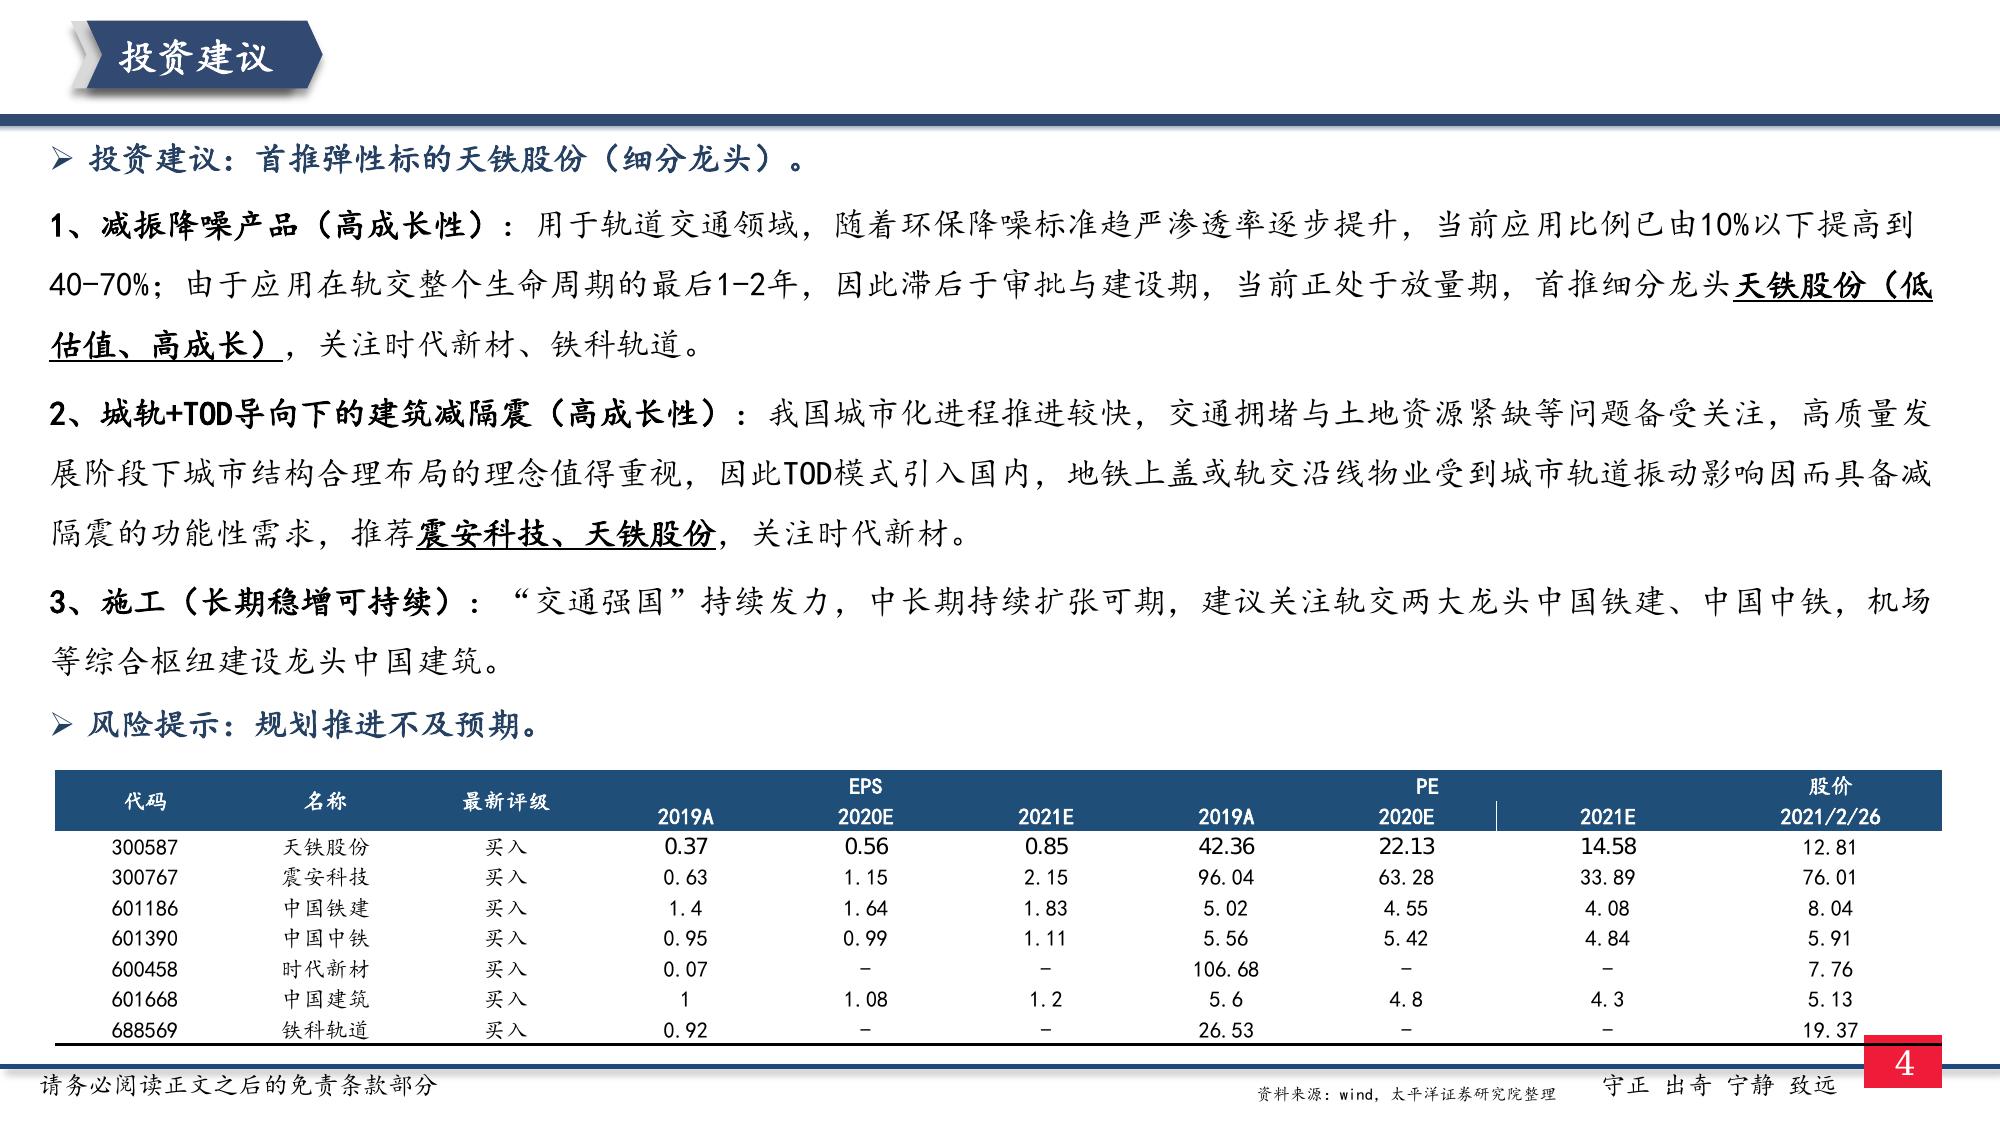 投资建议
➢ 投资建议：首推弹性标的天铁股份（细分龙头）。
1、减振降噪产品（高成长性）：用于轨道交通领域，随着环保降噪标准趋严渗透率逐步提升，当前应用比例已由10%以下提高到
40-70%；由于应用在轨交整个生命周期的最后1-2年，因此滞后于审批与建设期，当前正处于放量期，首推细分龙头天铁股份（低
估值、高成长），关注时代新材、铁科轨道。
2、城轨+TOD导向下的建筑减隔震（高成长性）：我国城市化进程推进较快，交通拥堵与土地资源紧缺等问题备受关注，高质量发
展阶段下城市结构合理布局的理念值得重视，因此TOD模式引入国内，地铁上盖或轨交沿线物业受到城市轨道振动影响因而具备减
隔震的功能性需求，推荐震安科技、天铁股份，关注时代新材。
3、施工（长期稳增可持续）：“交通强国”持续发力，中长期持续扩张可期，建议关注轨交两大龙头中国铁建、中国中铁，机场
等综合枢纽建设龙头中国建筑。
➢ 风险提示：规划推进不及预期。
代码 名称 最新评级 EPS PE 股价
2019A 2020E 2021E 2019A 2020E 2021E 2021/2/26
300587 天铁股份 买入 0.37 0.56 0.85 42.36 22.13 14.58 12.81
300767 震安科技 买入 0.63 1.15 2.15 96.04 63.28 33.89 76.01
601186 中国铁建 买入 1.4 1.64 1.83 5.02 4.55 4.08 8.04
601390 中国中铁 买入 0.95 0.99 1.11 5.56 5.42 4.84 5.91
600458 时代新材 买入 0.07 - - 106.68 - - 7.76
601668 中国建筑 买入 1 1.08 1.2 5.6 4.8 4.3 5.13
688569 铁科轨道 买入 0.92 - - 26.53 - - 19.37
请务必阅读正文之后的免责条款部分
资料来源：wind，太平洋证券研究院整理
守正 出奇 宁静 致远
4